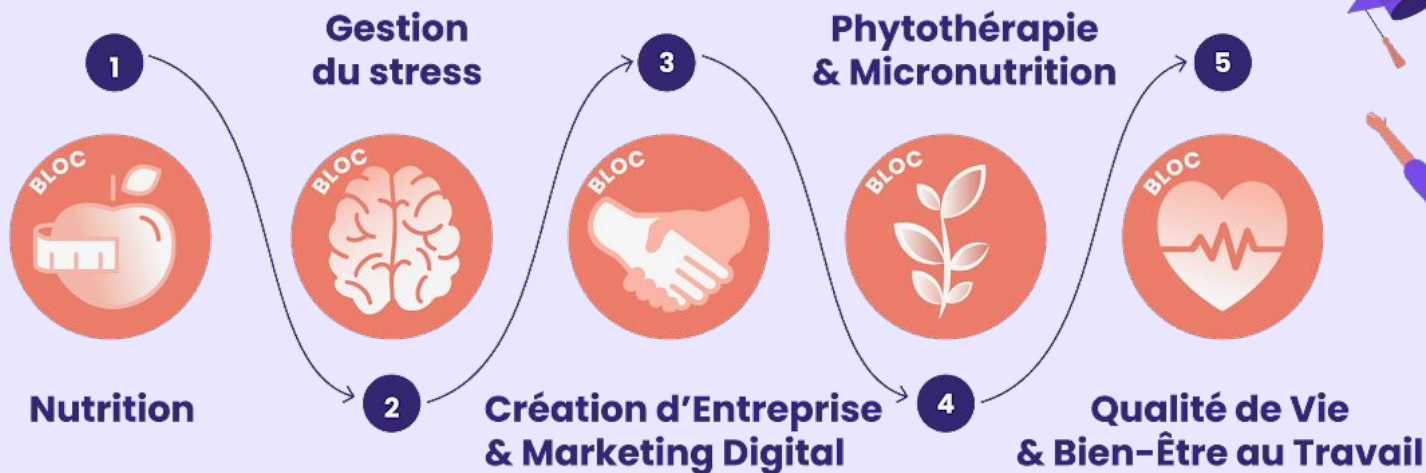 1
BLOC
Nutrition
Gestion
du stress
BLOC
2
3
BLOC
Création d’Entreprise
& Marketing Digital
Phytothérapie
& Micronutrition
BLOC
4
5
BLOC
Qualité de Vie
& Bien-Être au Travail